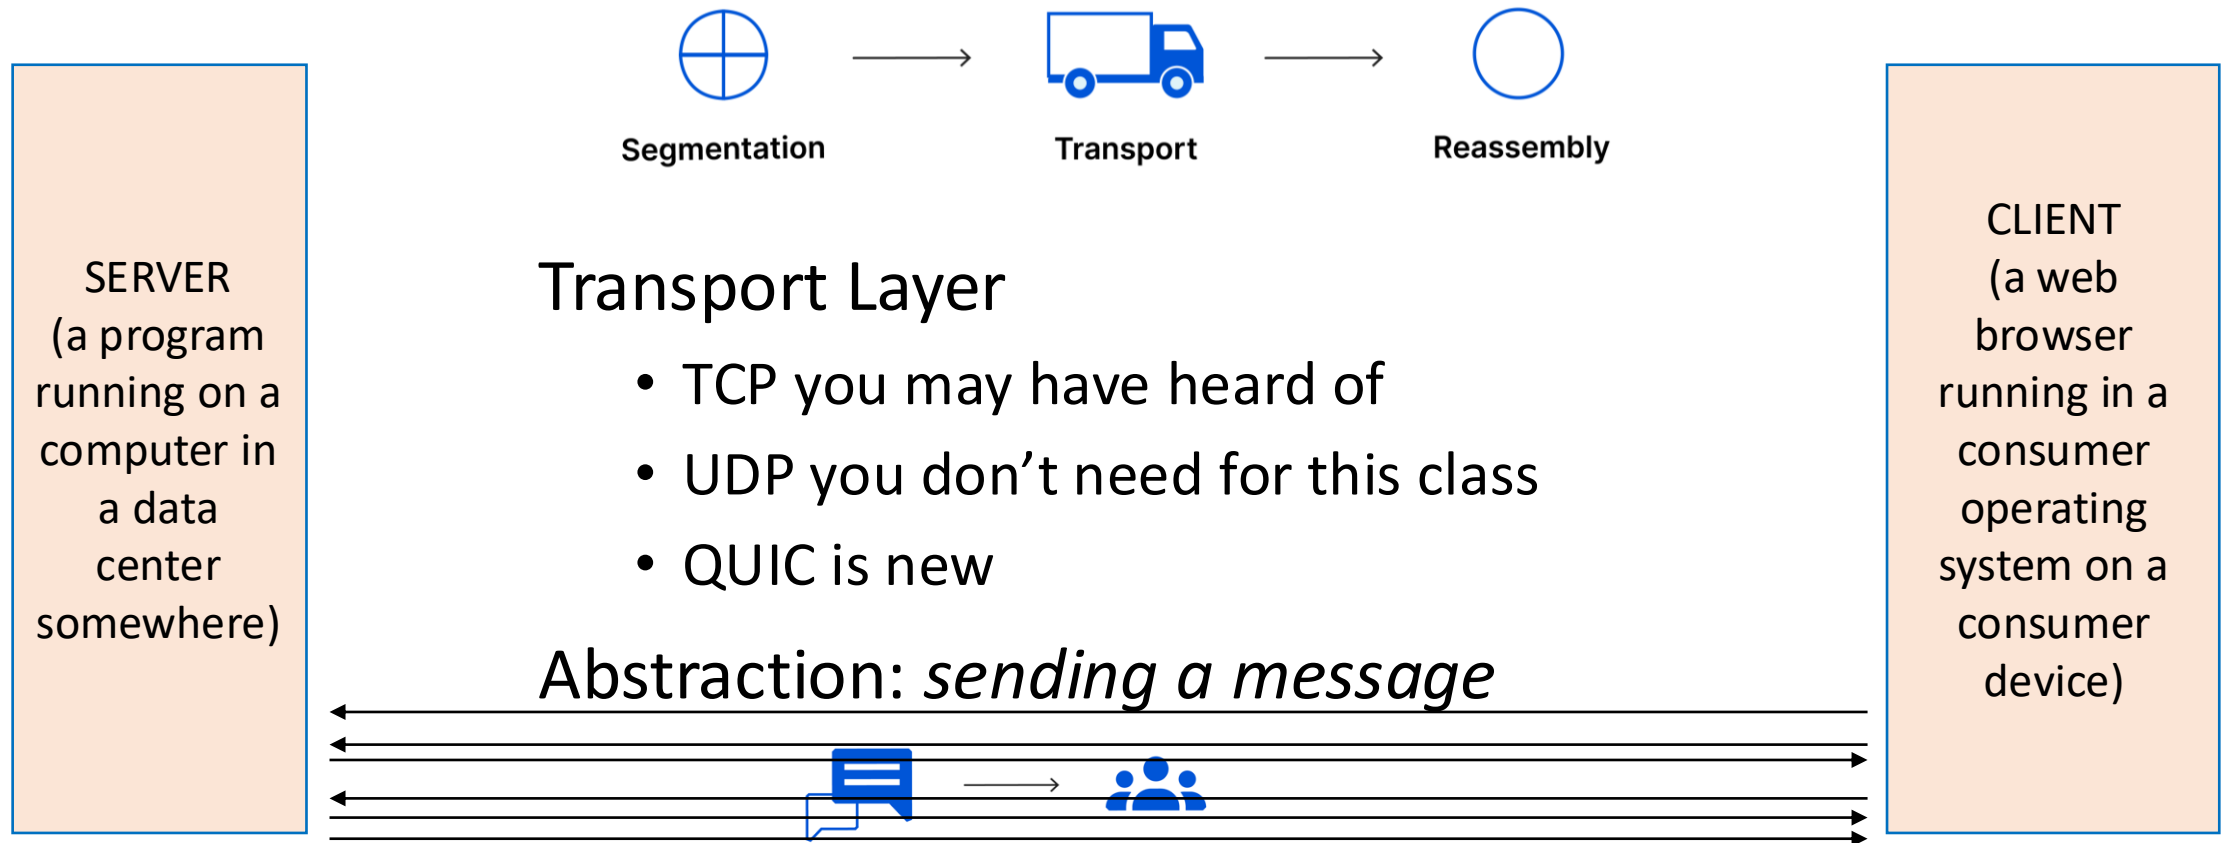 Segmentation
Transport
Reassembly
SERVER
(a program
running on a
computer in
a data
center
somewhere)
Transport Layer
• TCP you may have heard of
• UDP you don’t need for this class
• QUIC is new
Abstraction: sending a message
CLIENT
(a web
browser
running in a
consumer
operating
system on a
consumer
device)